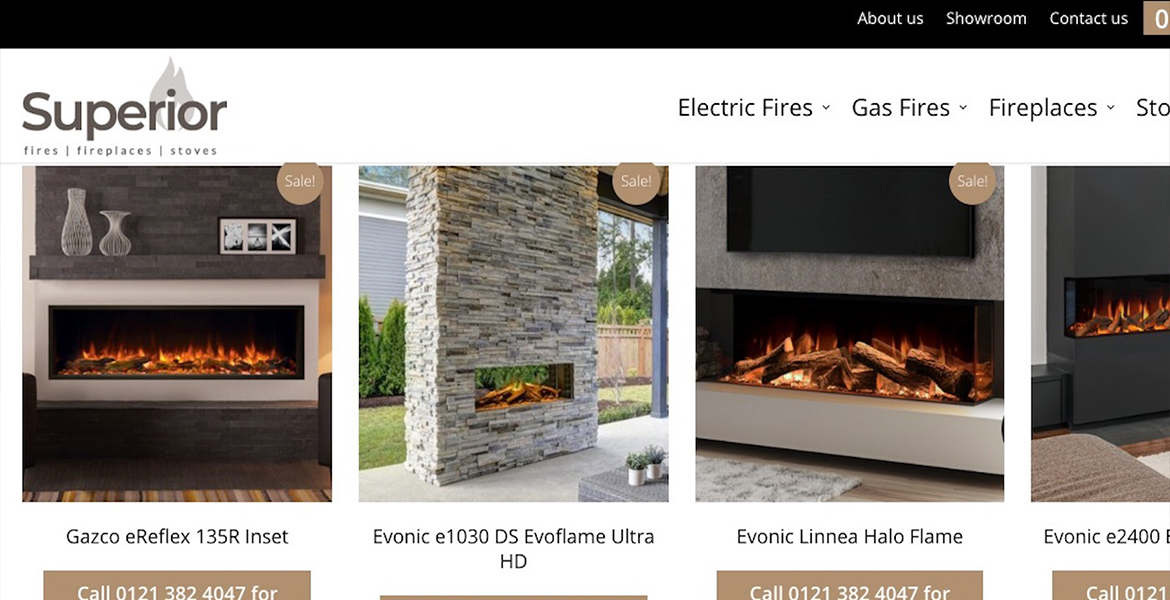 About us Showroom Contact us 0
Superior
fires | fireplaces | stoves
Electric Fires Gas Fires Fireplaces Sto
Sale! Sale! Sale!
Gazco eReflex 135R Inset
Evonic e1030 DS Evoflame Ultra
HD
Evonic Linnea Halo Flame
Evonic e2400 E
Call 0121 382 4047 for
Call 0121 382 4047 for
Call 0121